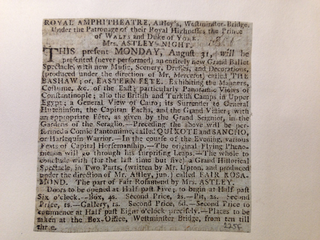 ROYAL AMPHITHEATRE, Astley's, Westminster Bridge.
Under the Patronage of their Royal Highnesses the Prince
of WALES and Duke of YORK.
Mrs. ASTLEY's NIGHT.
THIS present MONDAY, August 31, will be
presented (never performed) an entirely new Grand Ballet
Spectacle, with new Music, Scenery, Dresses, and Decorations,
(produced under the direction of Mr. Mercerot) called THE
BASHAW; or, EASTERN FETE. Exhibiting the Manners,
Costume, &c. of the East; particularly Panoramic Views of
Constantinople; also the British and Turkish Camps in Upper
Egypt; a General View of Cairo; its Surrender to General
Hutchinson, the Captain Pacha, and the Grand Vizier; with
an appropriate Fête, as given by the Grand Seignior, in the
Gardens of the Seraglio.—Preceding the above will be per-
formed a Comic Pantomime, called QUIXOTE and SANCHO,
or Harlequin Warrior.—In the course of the Evening, various
Feats of Capital Horsemanship.—The original Flying Pheno-
menon will go through his surprising Leaps.—The whole to
conclude with (for the last time but five) a Grand Historical
Spectacle, in Two Parts, (written by Mr. Upton, and produced
under the direction of Mr. Astley, jun.) called FAIR ROSA-
MOND. The part of Fair Rosamond by Mrs. ASTLEY.
Doors to be opened at Half past Five; to begin at Half past
Six o'clock.—Box, 4s. Second Price, 2s.—Pit, 2s. Second
Price, 1s.—Gallery, 1s. Second Price, 6d.—Second Price to
commence at Half past Eight o'clock precisely.—Places to be
taken at the Box-Office, Westminster Bridge, from ten till
three.